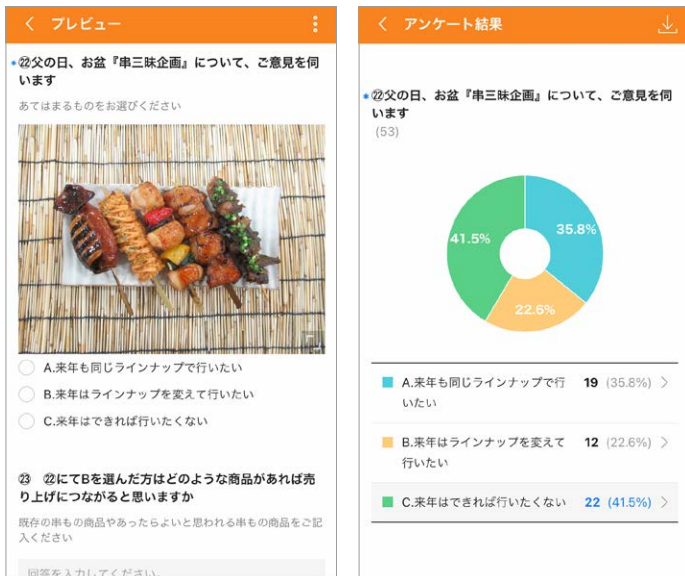 プレビュー
*㉒父の日、お盆『串三昧企画』について、ご意見を伺
います
あてはまるものをお選びください
A.来年も同じラインナップで行いたい
B.来年はラインナップを変えて行いたい
C.来年はできれば行いたくない
㉓ ㉒にてBを選んだ方はどのような商品があれば売
り上げにつながると思いますか
既存の串もの商品やあったらよいと思われる串もの商品をご記
入ください
回答を入力してください。
アンケート結果
*㉒父の日、お盆『串三昧企画』について、ご意見を伺
います
(53)
41.5%
35.8%
22.6%
A.来年も同じラインナップで行 19 (35.8%)
いたい
B.来年はラインナップを変えて 12 (22.6%)
行いたい
C.来年はできれば行いたくない 22 (41.5%)